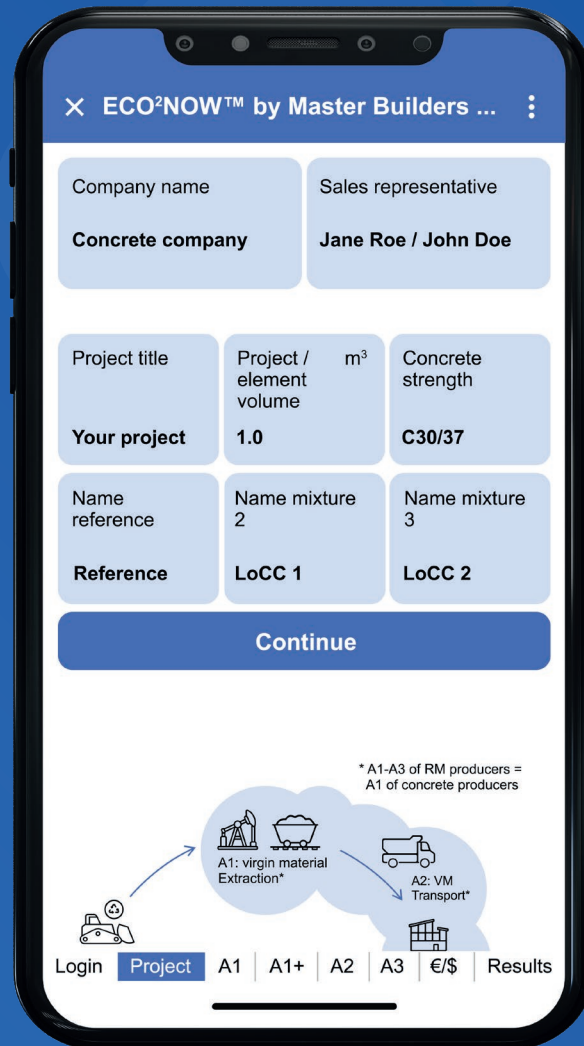 ECO²NOW™ by Master Builders ...
Company name
Concrete company
Sales representative
Jane Roe / John Doe
Project title
Your project
Project / m³
element
volume
1.0
Concrete
strength
C30/37
Name
reference
Reference
Name mixture
2
LoCC 1
Name mixture
3
LoCC 2
Continue
* A1-A3 of RM producers =
A1 of concrete producers
A1: virgin material
Extraction*
A2: VM
Transport*
Login Project A1 A1+ A2 A3 €/$ Results